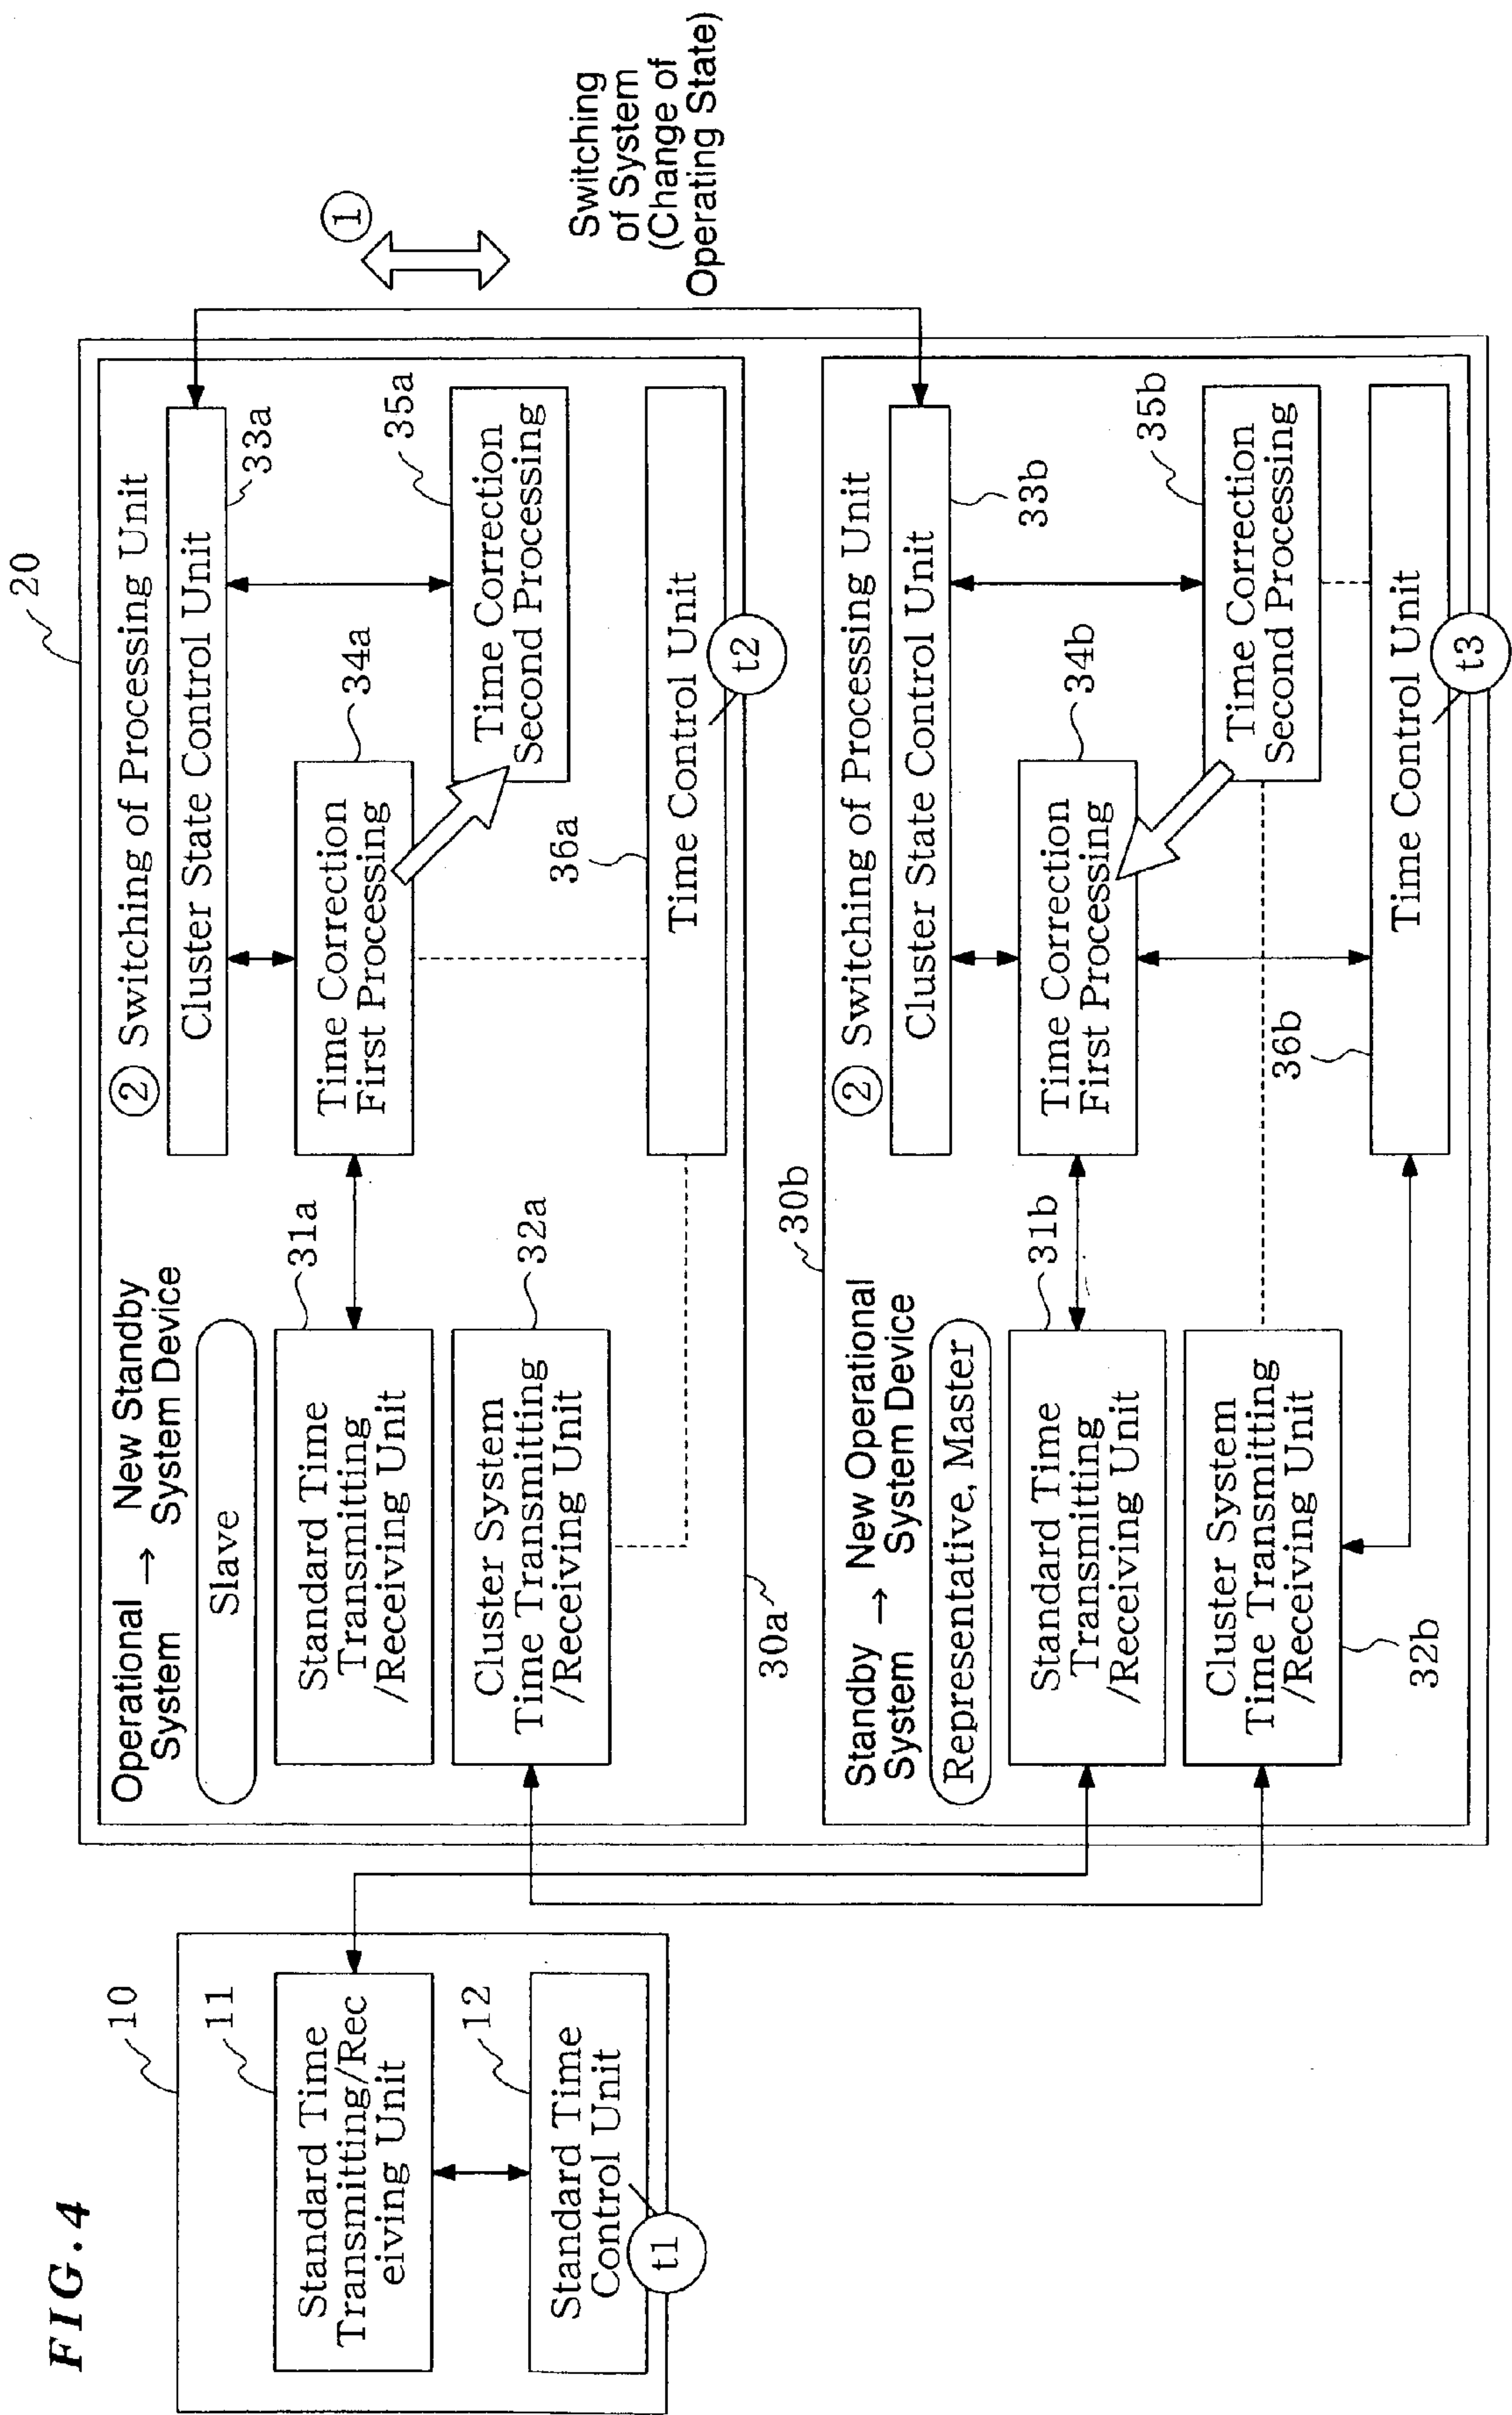 FIG. 4
10
11
Standard Time
Transmitting/Rec
eiving Unit
12
Standard Time
Control Unit
t1
20
Operational → New Standby
System System Device
Slave
② Switching of Processing Unit
Cluster State Control Unit
33a
31a
Standard Time
Transmitting
/Receiving Unit
34a
Time Correction
First Processing
35a
Time Correction
Second Processing
32a
Cluster System
Time Transmitting
/Receiving Unit
36a
Time Control Unit
t2
30a
①
Switching
of System
(Change of
Operating State)
30b
Standby → New Operational
System System Device
Representative, Master
② Switching of Processing Unit
Cluster State Control Unit
33b
31b
Standard Time
Transmitting
/Receiving Unit
34b
Time Correction
First Processing
35b
Time Correction
Second Processing
Cluster System
Time Transmitting
/Receiving Unit
32b
36b
Time Control Unit
t3